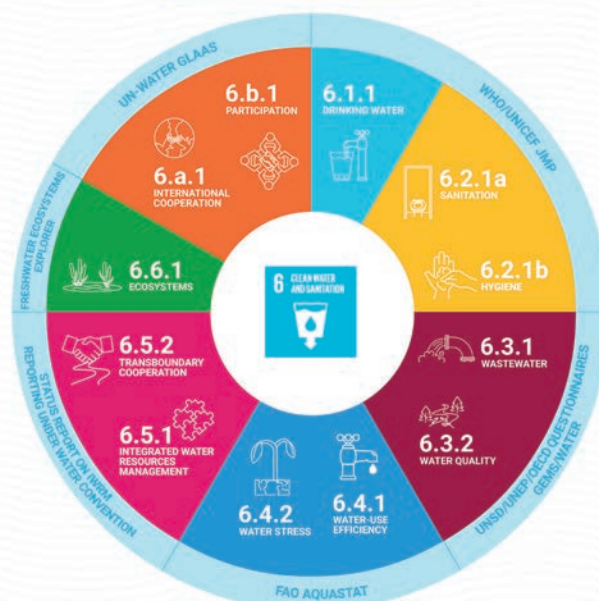 UN-WATER GLAAS
WHO/UNICEF JMP
UNSD/UNEP/OECD QUESTIONNAIRES
GEMS/WATER
FAO AQUASTAT
STATUS REPORT ON IWRM
REPORTING UNDER WATER CONVENTION
FRESHWATER ECOSYSTEMS
EXPLORER
6.1.1
DRINKING WATER
6.2.1a
SANITATION
6.2.1b
HYGIENE
6.3.1
WASTEWATER
6.3.2
WATER QUALITY
6.4.1
WATER-USE
EFFICIENCY
6.4.2
WATER STRESS
6.5.1
INTEGRATED WATER
RESOURCES
MANAGEMENT
6.5.2
TRANSBOUNDARY
COOPERATION
6.6.1
ECOSYSTEMS
6.a.1
INTERNATIONAL
COOPERATION
6.b.1
PARTICIPATION
6 CLEAN WATER
AND SANITATION